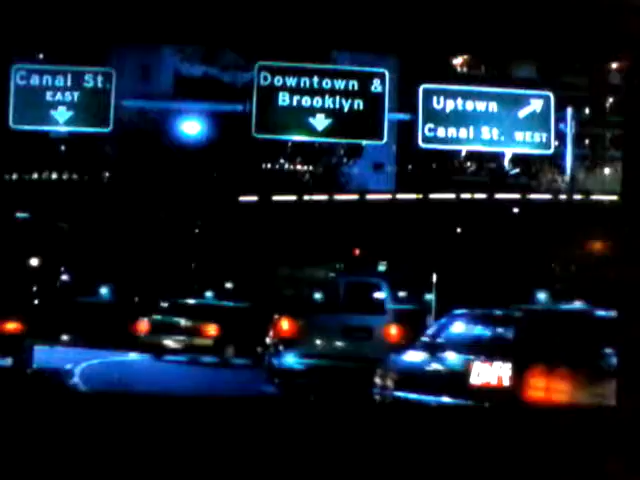 Canal St.
EAST
Downtown &
Brooklyn
Uptown
Canal St. WEST